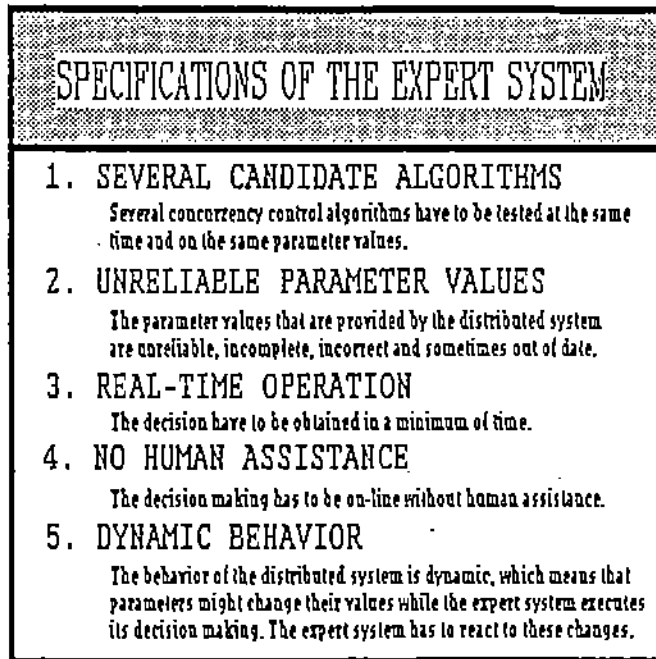 SPECIFICATIONS OF THE EXPERT SYSTEM
1. SEVERAL CANDIDATE ALGORITHMS
Several concurrency control algorithms have to be tested at the same
time and on the same parameter values.
2. UNRELIABLE PARAMETER VALUES
The parameter values that are provided by the distributed system
are unreliable, incomplete, incorrect and sometimes out of date.
3. REAL-TIME OPERATION
The decision have to be obtained in a minimum of time.
4. NO HUMAN ASSISTANCE
The decision making has to be on-line without human assistance.
5. DYNAMIC BEHAVIOR
The behavior of the distributed system is dynamic, which means that
parameters might change their values while the expert system executes
its decision making. The expert system has to react to these changes.